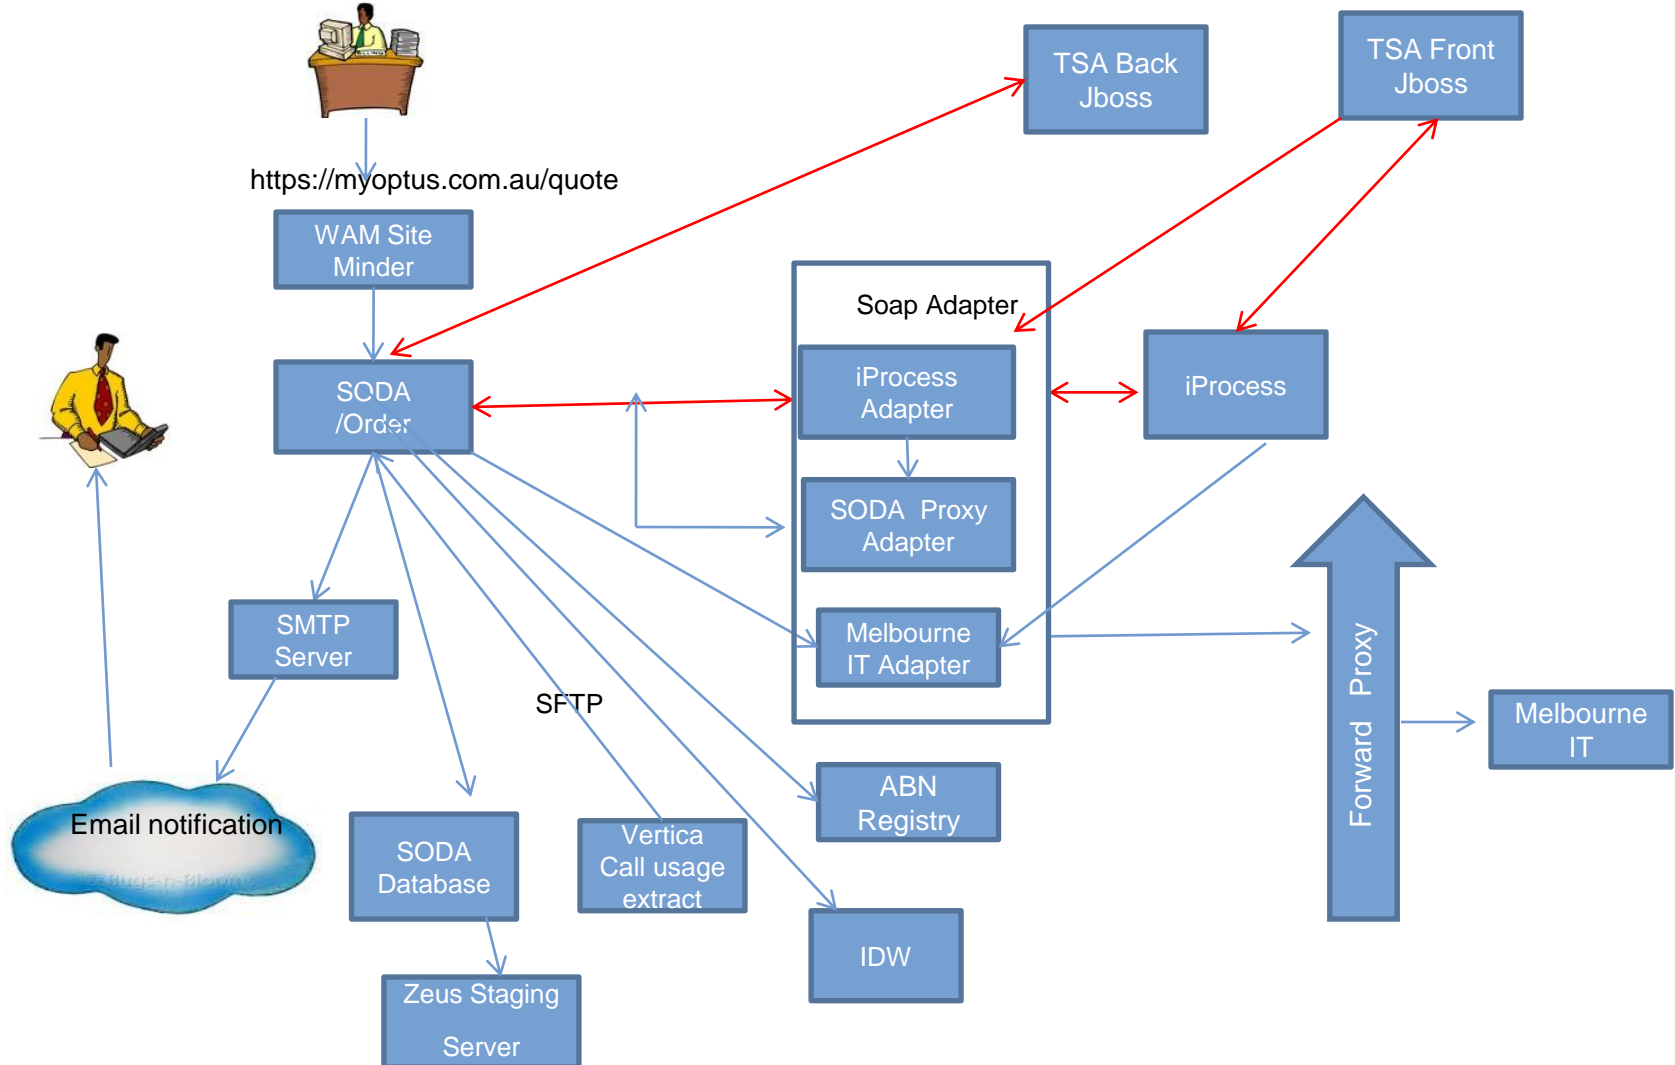 TSA Back
Jboss
TSA Front
Jboss
https://myoptus.com.au/quote
WAM Site
Minder
Soap Adapter
SODA
/Order
iProcess
Adapter
iProcess
SODA Proxy
Adapter
SMTP
Server
Melbourne
IT Adapter
SFTP
Forward Proxy
Melbourne
IT
Email notification
© Bugs-n-Blooms
SODA
Database
Vertica
Call usage
extract
ABN
Registry
IDW
Zeus Staging
Server